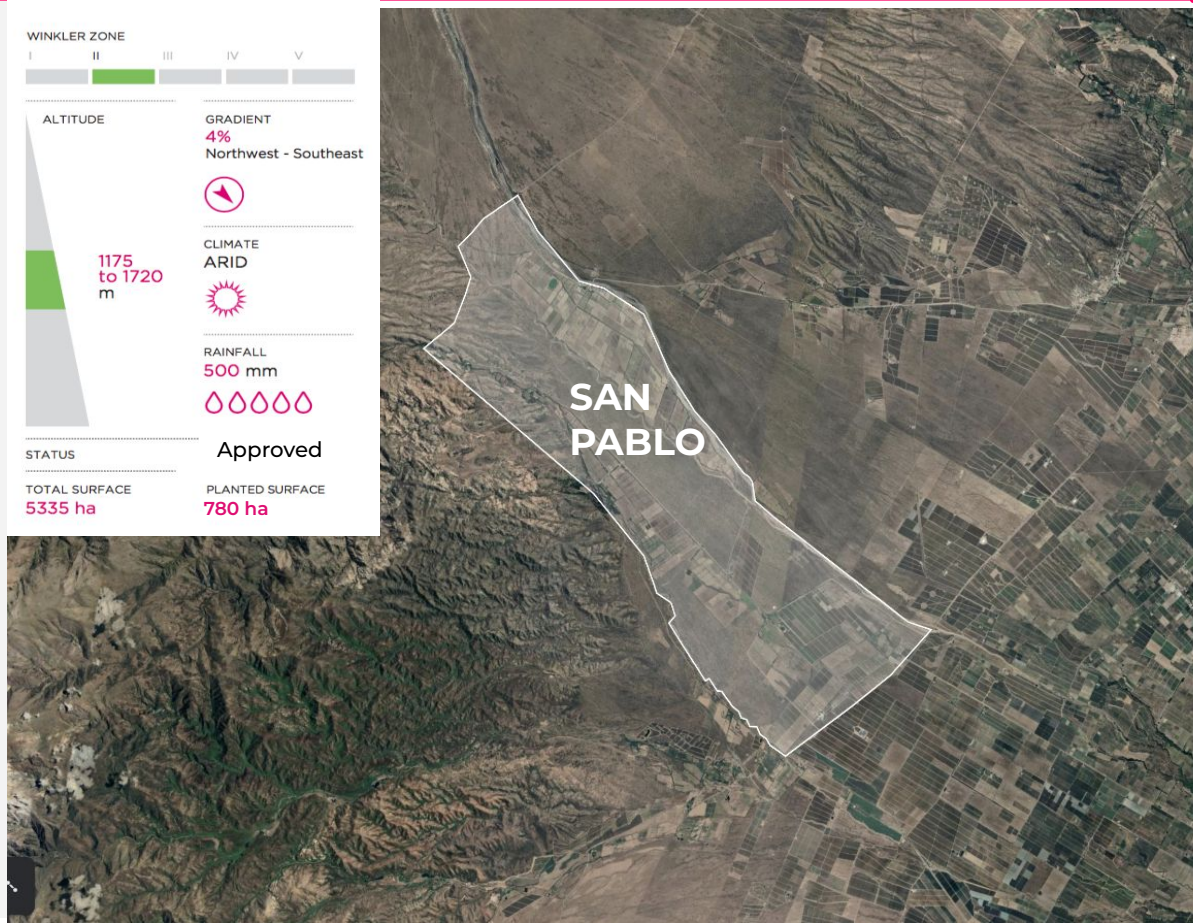 WINKLER ZONE
I II III IV V
ALTITUDE
1175
to 1720
m
GRADIENT
4%
Northwest - Southeast
CLIMATE
ARID
RAINFALL
500 mm
STATUS
Approved
TOTAL SURFACE
5335 ha
PLANTED SURFACE
780 ha
SAN
PABLO